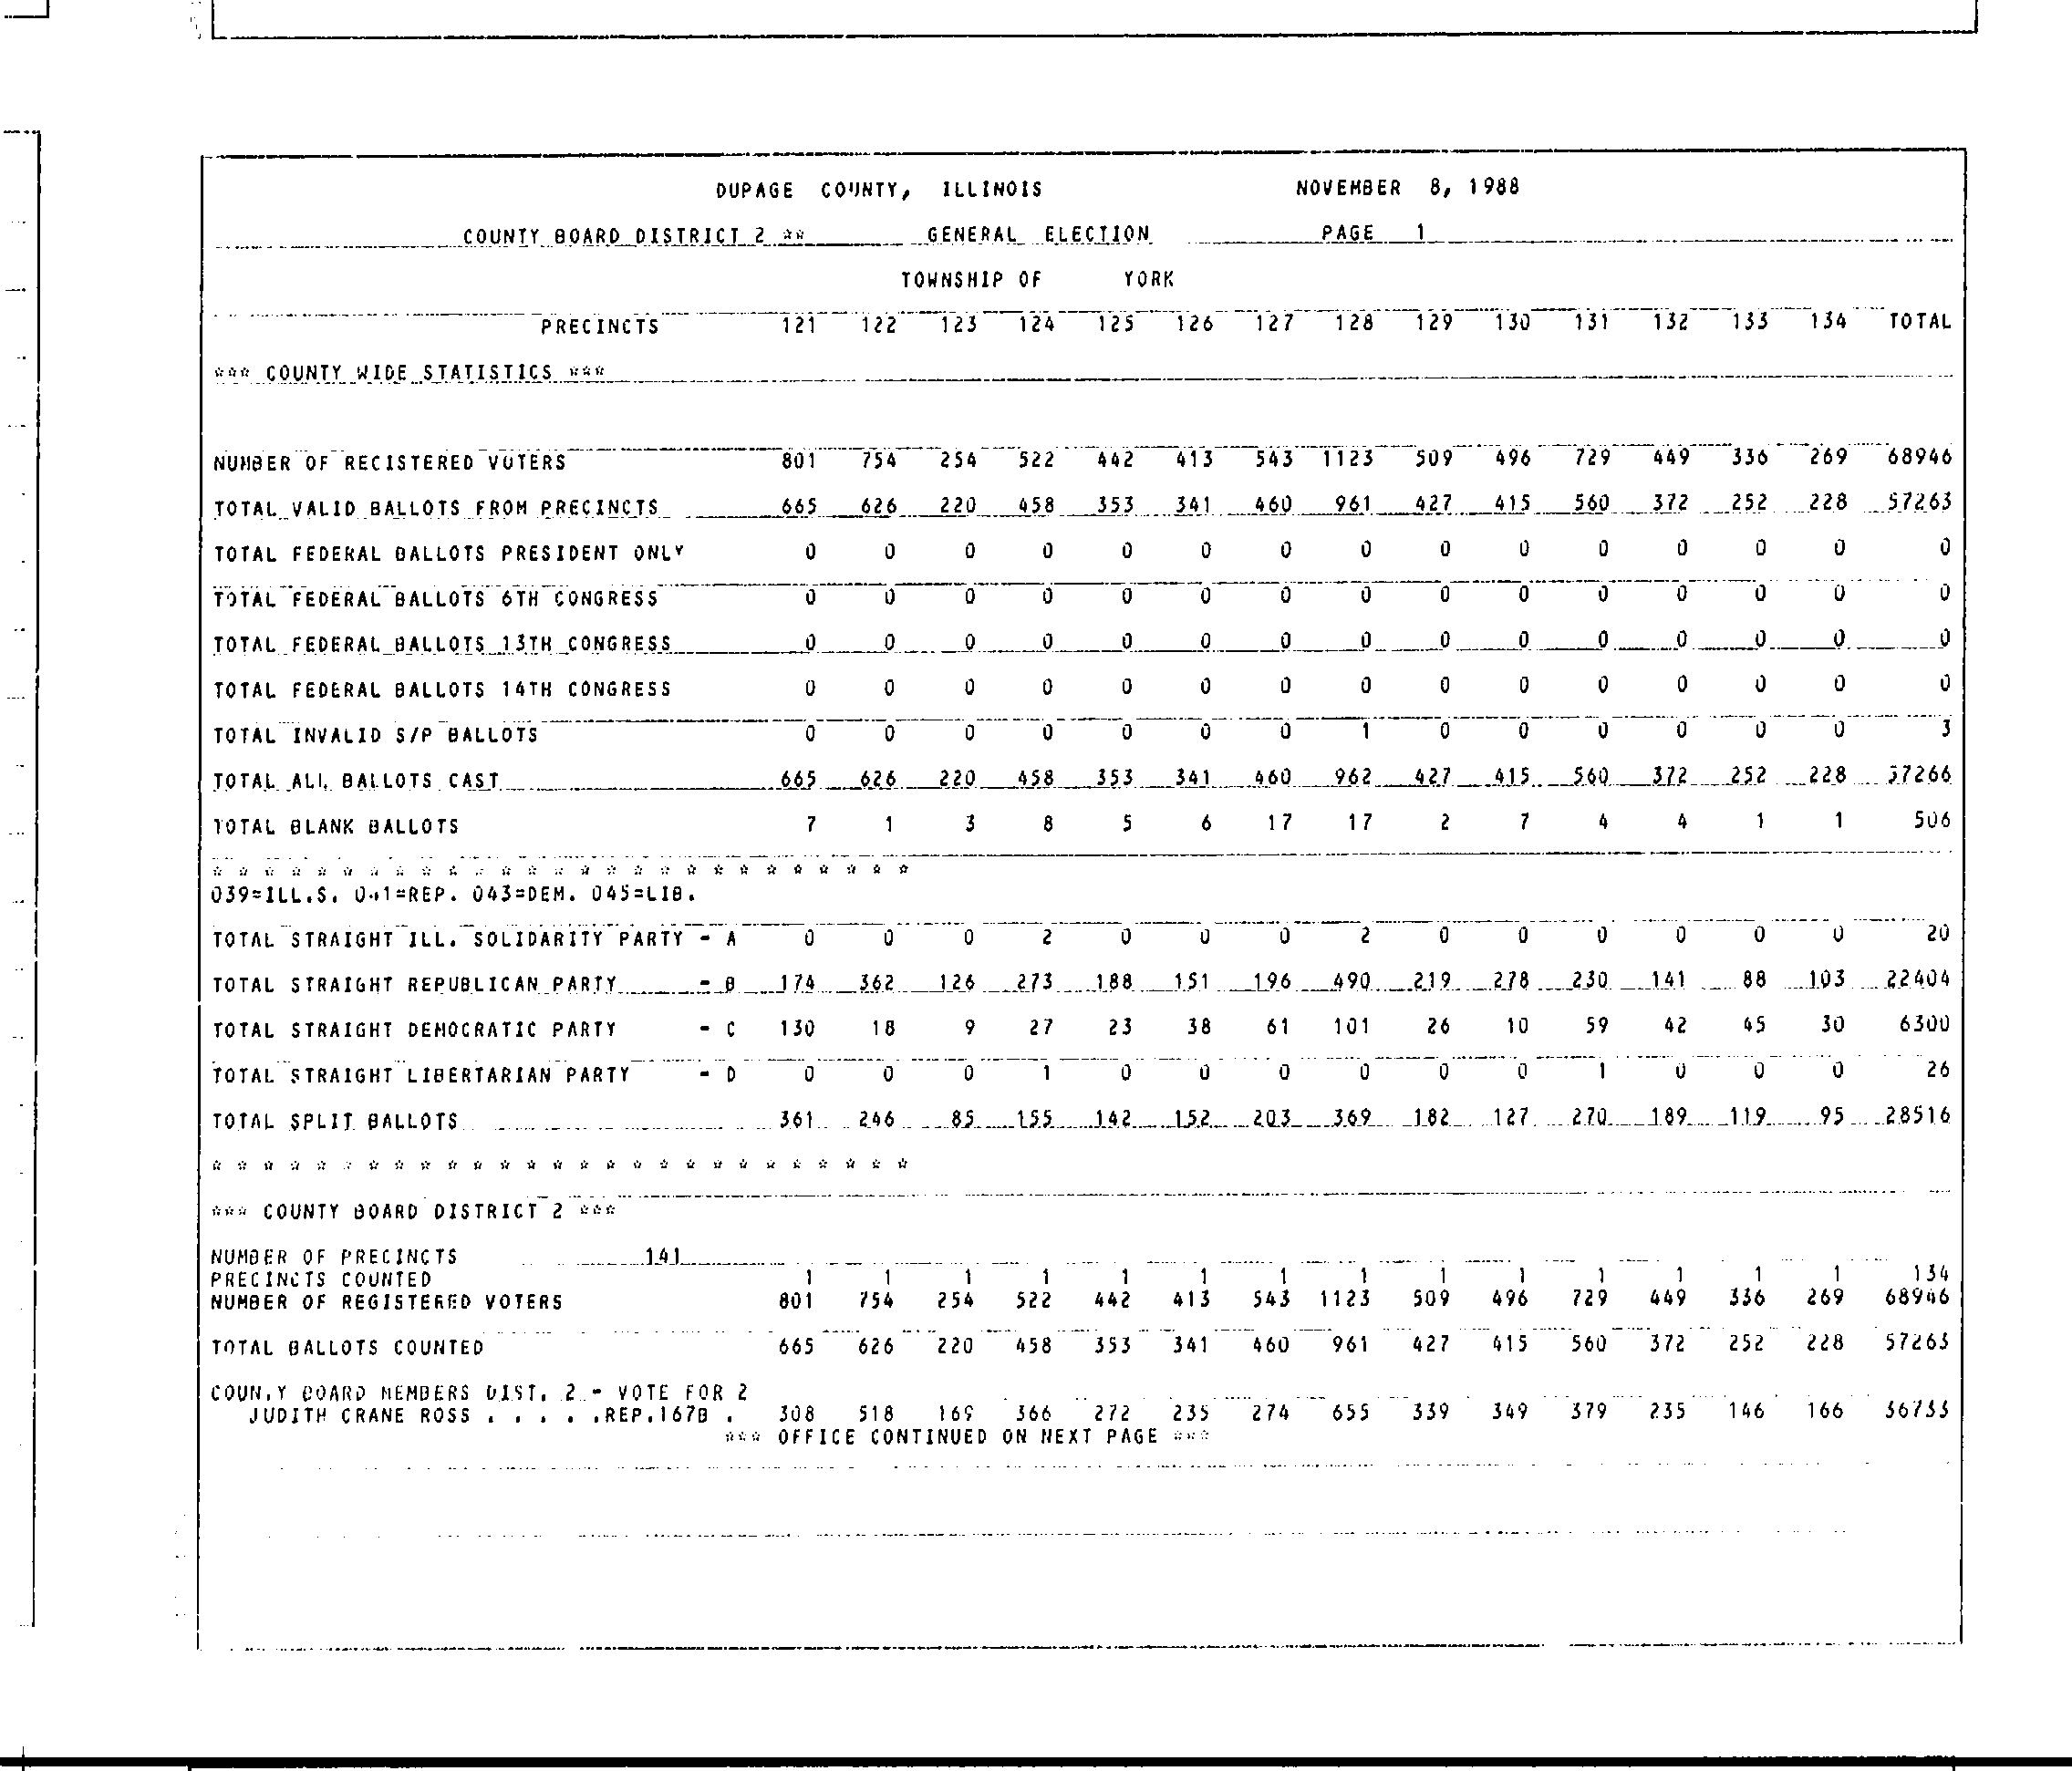 DUPAGE COUNTY, ILLINOIS NOVEMBER 8, 1988
COUNTY BOARD DISTRICT 2 ** GENERAL ELECTION PAGE 1
TOWNSHIP OF YORK
PRECINCTS 121 122 123 124 125 126 127 128 129 130 131 132 133 134 TOTAL
*** COUNTY WIDE STATISTICS ***
NUMBER OF RECISTERED VOTERS 801 754 254 522 442 413 543 1123 509 496 729 449 336 269 68946
TOTAL VALID BALLOTS FROM PRECINCTS 665 626 220 458 353 341 460 961 427 415 560 372 252 228 57263
TOTAL FEDERAL BALLOTS PRESIDENT ONLY 0 0 0 0 0 0 0 0 0 0 0 0 0 0 0
TOTAL FEDERAL BALLOTS 6TH CONGRESS 0 0 0 0 0 0 0 0 0 0 0 0 0 0 0
TOTAL FEDERAL BALLOTS 13TH CONGRESS 0 0 0 0 0 0 0 0 0 0 0 0 0 0 0
TOTAL FEDERAL BALLOTS 14TH CONGRESS 0 0 0 0 0 0 0 0 0 0 0 0 0 0 0
TOTAL INVALID S/P BALLOTS 0 0 0 0 0 0 0 1 0 0 0 0 0 0 3
TOTAL ALL BALLOTS CAST 665 626 220 458 353 341 460 962 427 415 560 372 252 228 57266
TOTAL BLANK BALLOTS 7 1 3 8 5 6 17 17 2 7 4 4 1 1 506
* * * * * * * * * * * * * * * * * * * * * * * * * * *
039=ILL.S. 041=REP. 043=DEM. 045=LIB.
TOTAL STRAIGHT ILL. SOLIDARITY PARTY - A 0 0 0 2 0 0 0 2 0 0 0 0 0 0 20
TOTAL STRAIGHT REPUBLICAN PARTY - B 174 362 126 273 188 151 196 490 219 278 230 141 88 103 22404
TOTAL STRAIGHT DEMOCRATIC PARTY - C 130 18 9 27 23 38 61 101 26 10 59 42 45 30 6300
TOTAL STRAIGHT LIBERTARIAN PARTY - D 0 0 0 1 0 0 0 0 0 0 1 0 0 0 26
TOTAL SPLIT BALLOTS 361 246 85 155 142 152 203 369 182 127 270 189 119 95 28516
* * * * * * * * * * * * * * * * * * * * * * * * * * *
*** COUNTY BOARD DISTRICT 2 ***
NUMBER OF PRECINCTS 141
PRECINCTS COUNTED 1 1 1 1 1 1 1 1 1 1 1 1 1 1 134
NUMBER OF REGISTERED VOTERS 801 754 254 522 442 413 543 1123 509 496 729 449 336 269 68946
TOTAL BALLOTS COUNTED 665 626 220 458 353 341 460 961 427 415 560 372 252 228 57263
COUNTY BOARD MEMBERS DIST. 2 - VOTE FOR 2
JUDITH CRANE ROSS . . . . .REP.167B . 308 518 169 366 272 235 274 655 339 349 379 235 146 166 36733
*** OFFICE CONTINUED ON NEXT PAGE ***